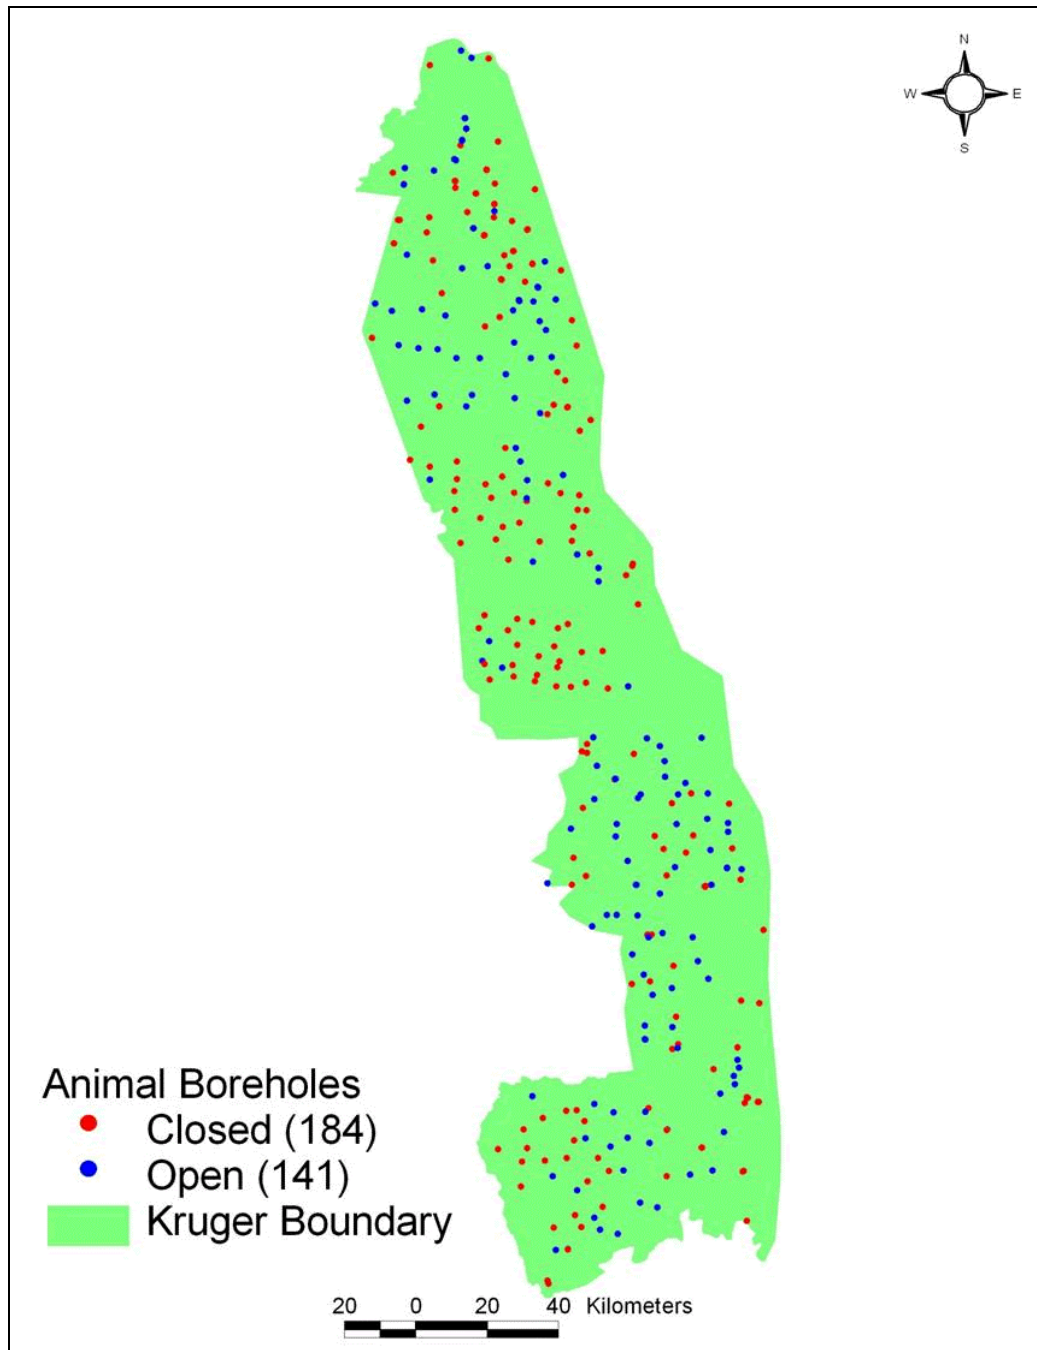 N
W E
S
Animal Boreholes
Closed (184)
Open (141)
Kruger Boundary
20 0 20 40 Kilometers